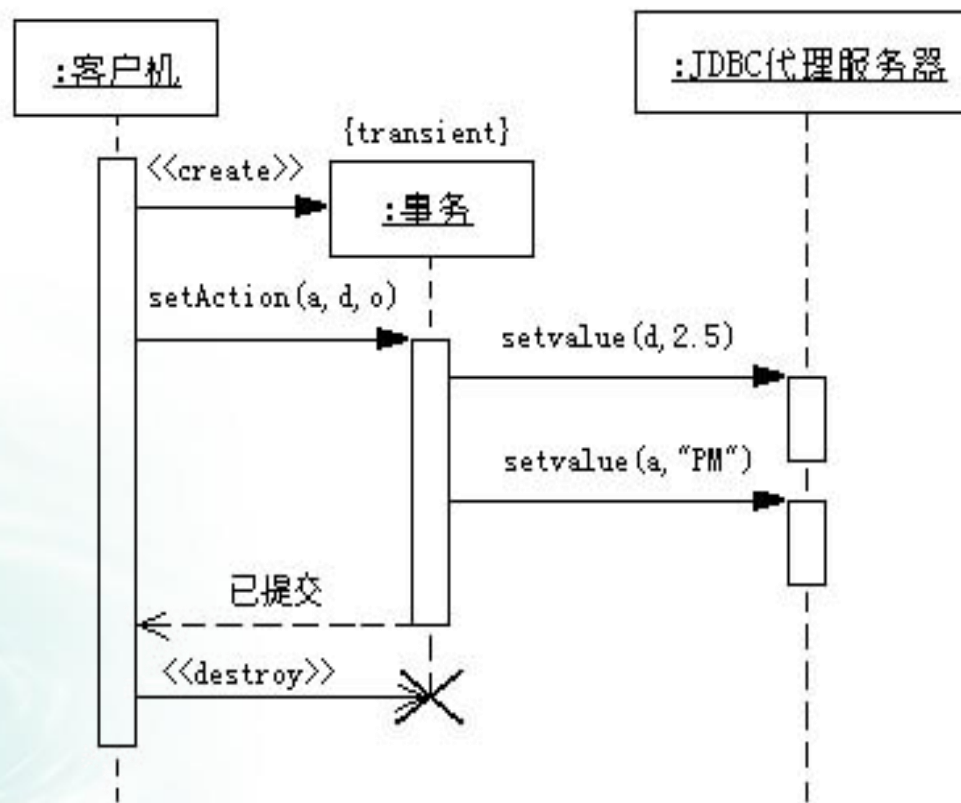 :客户机
:JDBC代理服务器
{transient}
<<create>>
:事务
setAction(a,d,o)
setvalue(d,2.5)
setvalue(a,"PM")
已提交
<<destroy>>